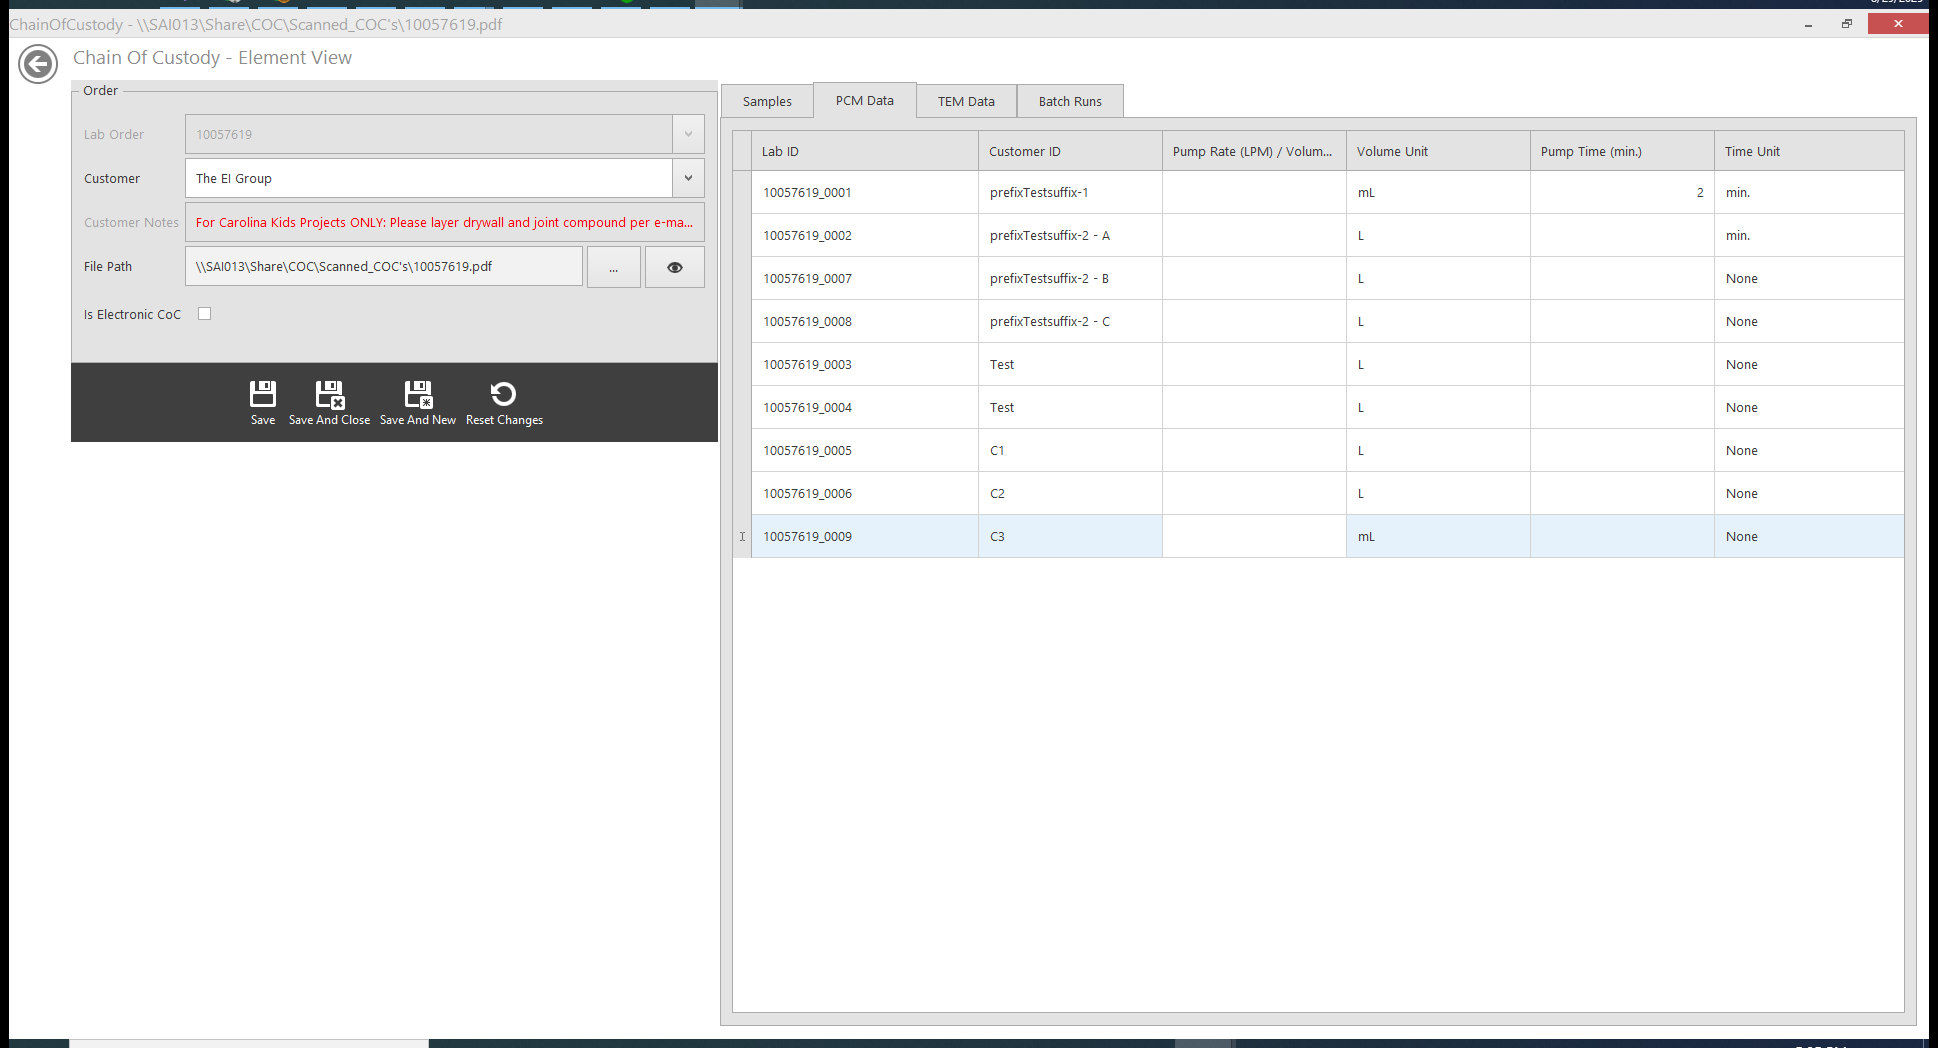 ChainOfCustody - \\SAI013\Share\COC\Scanned_COC's\10057619.pdf
Chain Of Custody - Element View
Order
Lab Order 10057619
Customer The EI Group
Customer Notes For Carolina Kids Projects ONLY: Please layer drywall and joint compound per e-ma...
File Path \\SAI013\Share\COC\Scanned_COC's\10057619.pdf ...
Is Electronic CoC
Save Save And Close Save And New Reset Changes
Samples PCM Data TEM Data Batch Runs
Lab ID Customer ID Pump Rate (LPM) / Volum... Volume Unit Pump Time (min.) Time Unit
10057619_0001 prefixTestsuffix-1 mL 2 min.
10057619_0002 prefixTestsuffix-2 - A L min.
10057619_0007 prefixTestsuffix-2 - B L None
10057619_0008 prefixTestsuffix-2 - C L None
10057619_0003 Test L None
10057619_0004 Test L None
10057619_0005 C1 L None
10057619_0006 C2 L None
10057619_0009 C3 mL None